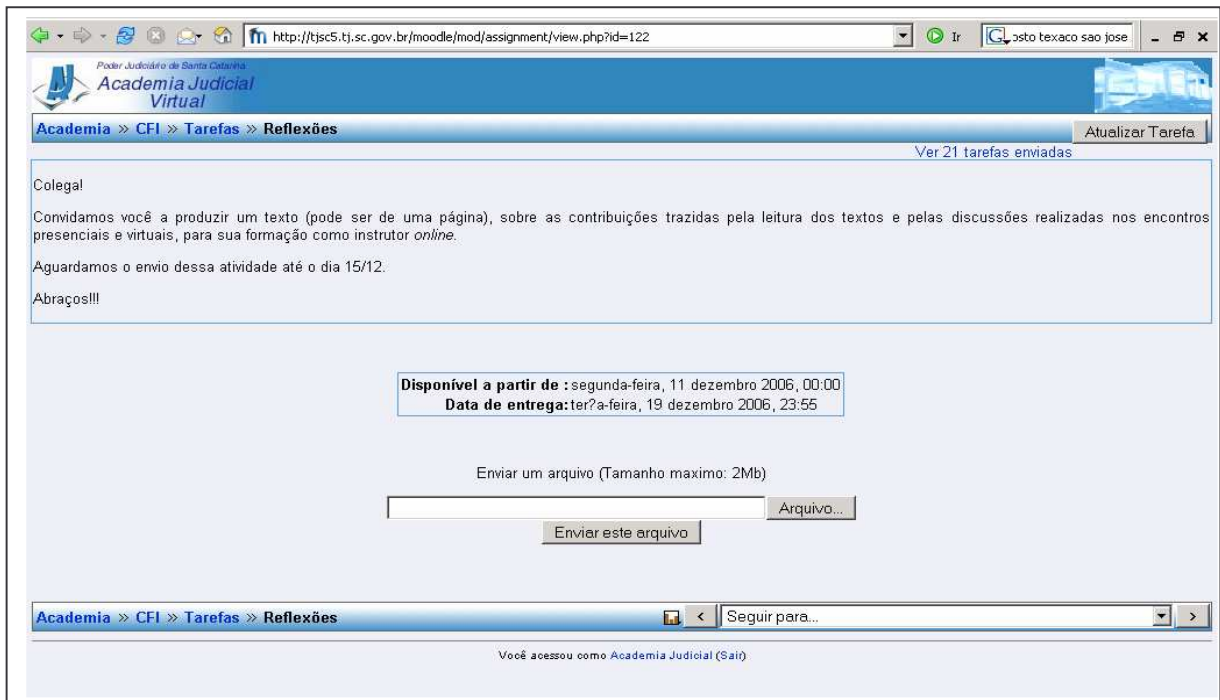 http://tjsc5.tj.sc.gov.br/moodle/mod/assignment/view.php?id=122 Ir osto texaco sao jose
Poder Judiciário de Santa Catarina
Academia Judicial
Virtual
Academia » CFI » Tarefas » Reflexões Atualizar Tarefa
Ver 21 tarefas enviadas
Colega!
Convidamos você a produzir um texto (pode ser de uma página), sobre as contribuições trazidas pela leitura dos textos e pelas discussões realizadas nos encontros
presenciais e virtuais, para sua formação como instrutor online.
Aguardamos o envio dessa atividade até o dia 15/12.
Abraços!!!
Disponível a partir de : segunda-feira, 11 dezembro 2006, 00:00
Data de entrega: ter?a-feira, 19 dezembro 2006, 23:55
Enviar um arquivo (Tamanho maximo: 2Mb)
Arquivo...
Enviar este arquivo
Academia » CFI » Tarefas » Reflexões < Seguir para... >
Você acessou como Academia Judicial (Sair)